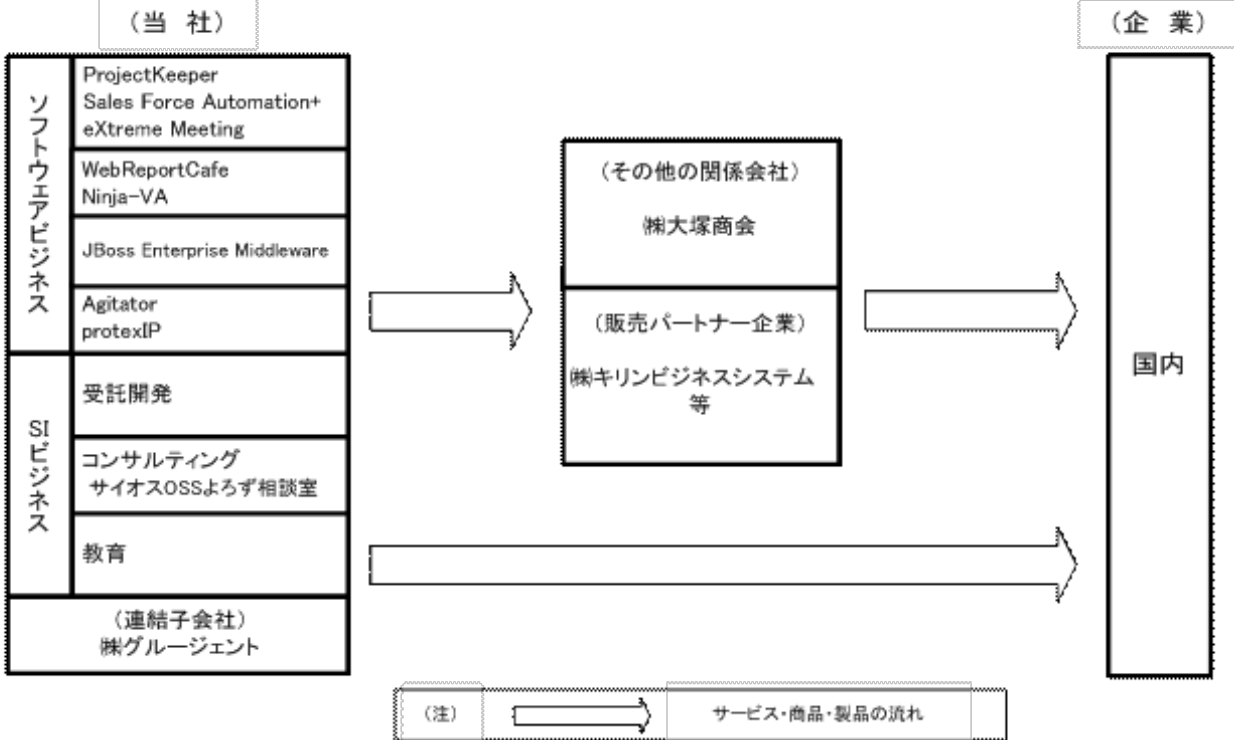 （当　社）
（企　業）
ソフトウェアビジネス
ProjectKeeper
Sales Force Automation+
eXtreme Meeting
WebReportCafe
Ninja-VA
JBoss Enterprise Middleware
Agitator
protexIP
SIビジネス
受託開発
コンサルティング
サイオスOSSよろず相談室
教育
（連結子会社）
㈱グルージェント
（その他の関係会社）
㈱大塚商会
（販売パートナー企業）
㈱キリンビジネスシステム
等
国内
（注）
サービス・商品・製品の流れ